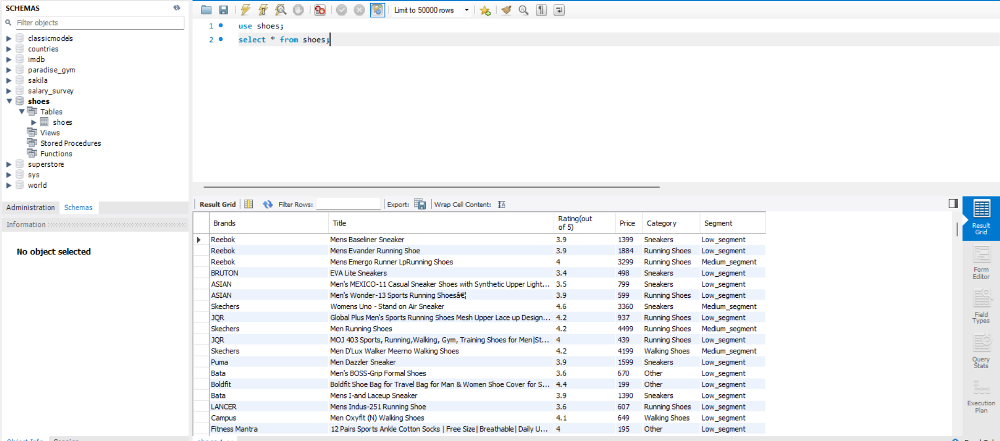 SCHEMAS
Filter objects
classicmodels
countries
imdb
paradise_gym
sakila
salary_survey
shoes
Tables
shoes
Views
Stored Procedures
Functions
superstore
sys
world
Administration Schemas
Information
No object selected
Limit to 50000 rows
1 use shoes;
2 select * from shoes;
Result Grid Filter Rows: Export: Wrap Cell Content:
Brands Title Rating(out of 5) Price Category Segment
Reebok Mens Baseliner Sneaker 3.9 1399 Sneakers Low_segment
Reebok Mens Evander Running Shoe 3.9 1884 Running Shoes Low_segment
Reebok Mens Emergo Runner LpRunning Shoes 4 3299 Running Shoes Medium_segment
BRUTON EVA Lite Sneakers 3.4 498 Sneakers Low_segment
ASIAN Men's MEXICO-11 Casual Sneaker Shoes with Synthetic Upper Light... 3.5 799 Sneakers Low_segment
ASIAN Men's Wonder-13 Sports Running Shoesâ€¦ 3.9 599 Running Shoes Low_segment
Skechers Womens Uno - Stand on Air Sneaker 4.6 3360 Sneakers Medium_segment
JQR Global Plus Men's Sports Running Shoes Mesh Upper Lace up Design... 4.2 937 Running Shoes Low_segment
Skechers Men Running Shoes 4.2 4499 Running Shoes Medium_segment
JQR MOJ 403 Sports, Running,Walking, Gym, Training Shoes for Men|St... 4 439 Running Shoes Low_segment
Skechers Men D'Lux Walker Meerno Walking Shoes 4.2 4199 Walking Shoes Medium_segment
Puma Men Dazzler Sneaker 3.9 1599 Sneakers Low_segment
Bata Men's BOSS-Grip Formal Shoes 3.6 670 Other Low_segment
Boldfit Boldfit Shoe Bag for Travel Bag for Man & Women Shoe Cover for S... 4.4 199 Other Low_segment
Bata Mens I-and Laceup Sneaker 3.9 1390 Sneakers Low_segment
LANCER Mens Indus-251 Running Shoe 3.6 607 Running Shoes Low_segment
Campus Men Oxyfit (N) Walking Shoes 4.1 649 Walking Shoes Low_segment
Fitness Mantra 12 Pairs Sports Ankle Cotton Socks | Free Size| Breathable| Daily U... 4 195 Other Low_segment
Result Grid
Form Editor
Field Types
Query Stats
Execution Plan